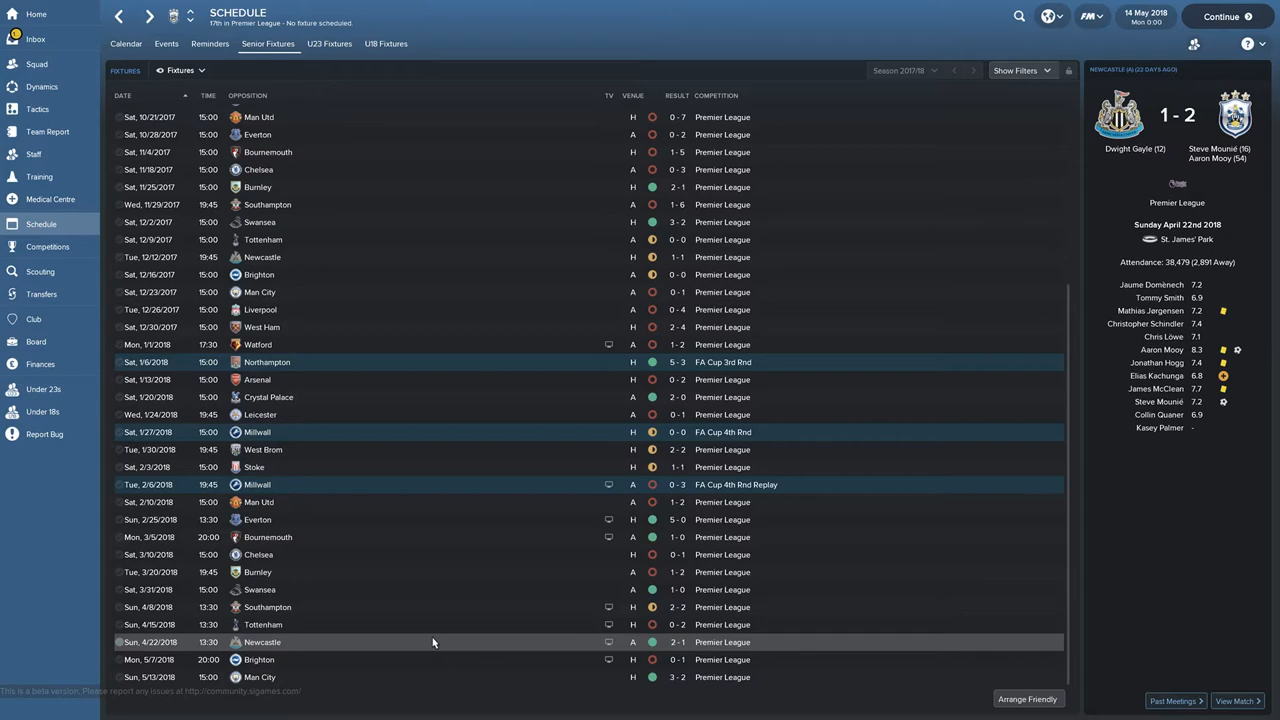 Home
Inbox
Squad
Dynamics
Tactics
Team Report
Staff
Training
Medical Centre
Schedule
Competitions
Scouting
Transfers
Club
Board
Finances
Under 23s
Under 18s
Report Bug
SCHEDULE
17th in Premier League - No fixture scheduled.
FM
14 May 2018
Mon 0:00
Continue
Calendar Events Reminders Senior Fixtures U23 Fixtures U18 Fixtures
FIXTURES Fixtures Season 2017/18 Show Filters
DATE TIME OPPOSITION TV VENUE RESULT COMPETITION
Sat, 10/21/2017 15:00 Man Utd H 0 - 7 Premier League
Sat, 10/28/2017 15:00 Everton A 0 - 2 Premier League
Sat, 11/4/2017 15:00 Bournemouth H 1 - 5 Premier League
Sat, 11/18/2017 15:00 Chelsea A 0 - 3 Premier League
Sat, 11/25/2017 15:00 Burnley H 2 - 1 Premier League
Wed, 11/29/2017 19:45 Southampton A 1 - 6 Premier League
Sat, 12/2/2017 15:00 Swansea H 3 - 2 Premier League
Sat, 12/9/2017 15:00 Tottenham A 0 - 0 Premier League
Tue, 12/12/2017 19:45 Newcastle H 1 - 1 Premier League
Sat, 12/16/2017 15:00 Brighton A 0 - 0 Premier League
Sat, 12/23/2017 15:00 Man City A 0 - 1 Premier League
Tue, 12/26/2017 15:00 Liverpool A 0 - 4 Premier League
Sat, 12/30/2017 15:00 West Ham H 2 - 4 Premier League
Mon, 1/1/2018 17:30 Watford A 1 - 2 Premier League
Sat, 1/6/2018 15:00 Northampton H 5 - 3 FA Cup 3rd Rnd
Sat, 1/13/2018 15:00 Arsenal H 0 - 2 Premier League
Sat, 1/20/2018 15:00 Crystal Palace A 2 - 0 Premier League
Wed, 1/24/2018 19:45 Leicester A 0 - 1 Premier League
Sat, 1/27/2018 15:00 Millwall H 0 - 0 FA Cup 4th Rnd
Tue, 1/30/2018 19:45 West Brom H 2 - 2 Premier League
Sat, 2/3/2018 15:00 Stoke H 1 - 1 Premier League
Tue, 2/6/2018 19:45 Millwall A 0 - 3 FA Cup 4th Rnd Replay
Sat, 2/10/2018 15:00 Man Utd A 1 - 2 Premier League
Sun, 2/25/2018 13:30 Everton H 5 - 0 Premier League
Mon, 3/5/2018 20:00 Bournemouth A 1 - 0 Premier League
Sat, 3/10/2018 15:00 Chelsea H 0 - 1 Premier League
Tue, 3/20/2018 19:45 Burnley A 1 - 2 Premier League
Sat, 3/31/2018 15:00 Swansea A 1 - 0 Premier League
Sun, 4/8/2018 13:30 Southampton H 2 - 2 Premier League
Sun, 4/15/2018 13:30 Tottenham H 0 - 2 Premier League
Sun, 4/22/2018 13:30 Newcastle A 2 - 1 Premier League
Mon, 5/7/2018 20:00 Brighton H 0 - 1 Premier League
Sun, 5/13/2018 15:00 Man City H 3 - 2 Premier League
This is a beta version, Please report any issues at http://community.sigames.com/
Arrange Friendly
NEWCASTLE (A) (22 DAYS AGO)
1 - 2
Dwight Gayle (12) Steve Mounié (16)
Aaron Mooy (54)
Premier League
Sunday April 22nd 2018
St. James' Park
Attendance: 38,479 (2,891 Away)
Jaume Domènech 7.2
Tommy Smith 6.9
Mathias Jørgensen 7.2
Christopher Schindler 7.4
Chris Löwe 7.1
Aaron Mooy 8.3
Jonathan Hogg 7.4
Elias Kachunga 6.8
James McClean 7.7
Steve Mounié 7.2
Collin Quaner 6.9
Kasey Palmer -
Past Meetings View Match